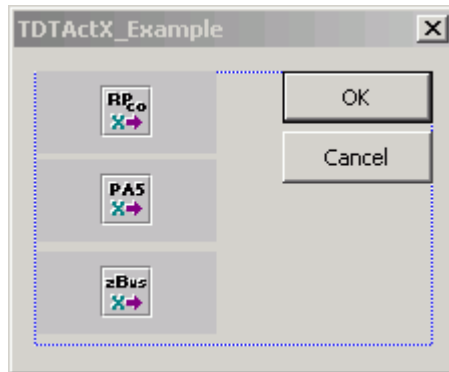 TDTActX_Example
RPco
X
OK
PA5
X
Cancel
zBus
X